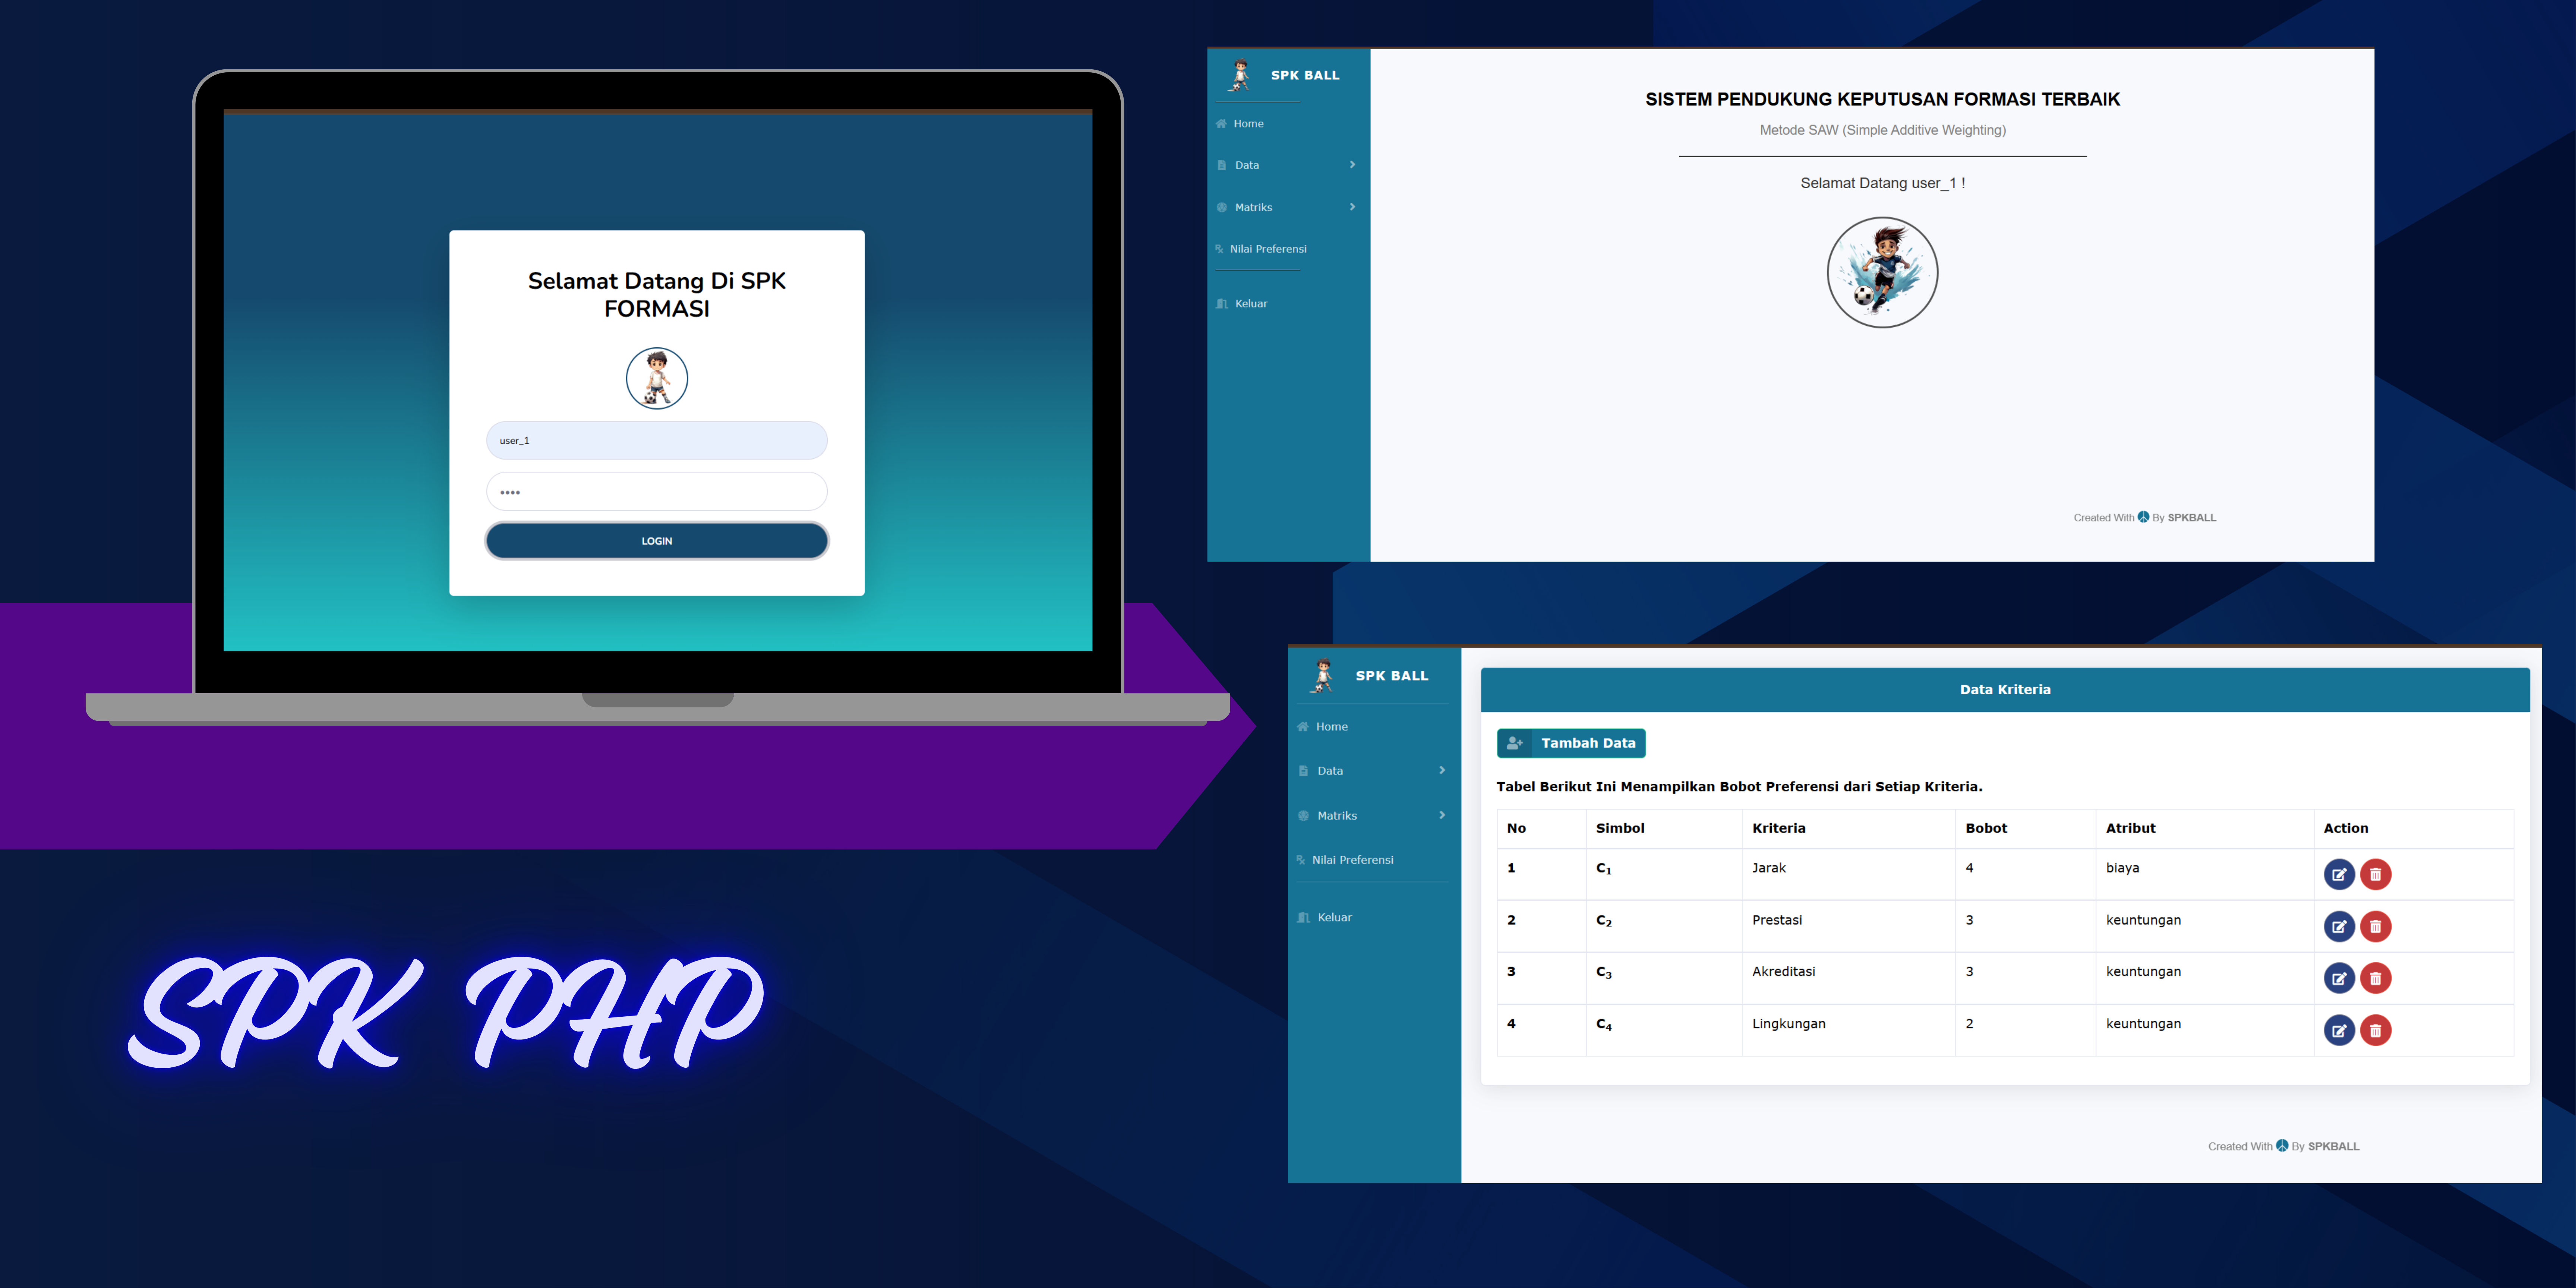 Selamat Datang Di SPK
FORMASI
user_1
LOGIN
SPK PHP
SPK BALL
Home
Data
Matriks
Nilai Preferensi
Keluar
SISTEM PENDUKUNG KEPUTUSAN FORMASI TERBAIK
Metode SAW (Simple Additive Weighting)
Selamat Datang user_1 !
Created With By SPKBALL
SPK BALL
Home
Data
Matriks
Nilai Preferensi
Keluar
Data Kriteria
Tambah Data
Tabel Berikut Ini Menampilkan Bobot Preferensi dari Setiap Kriteria.
No Simbol Kriteria Bobot Atribut Action
1 C₁ Jarak 4 biaya
2 C₂ Prestasi 3 keuntungan
3 C₃ Akreditasi 3 keuntungan
4 C₄ Lingkungan 2 keuntungan
Created With By SPKBALL